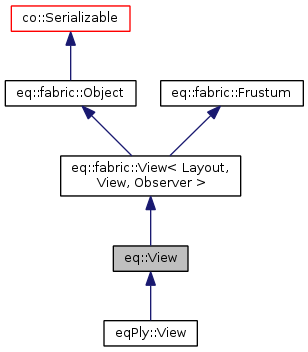 co::Serializable
eq::fabric::Object
eq::fabric::Frustum
eq::fabric::View< Layout,
View, Observer >
eq::View
eqPly::View